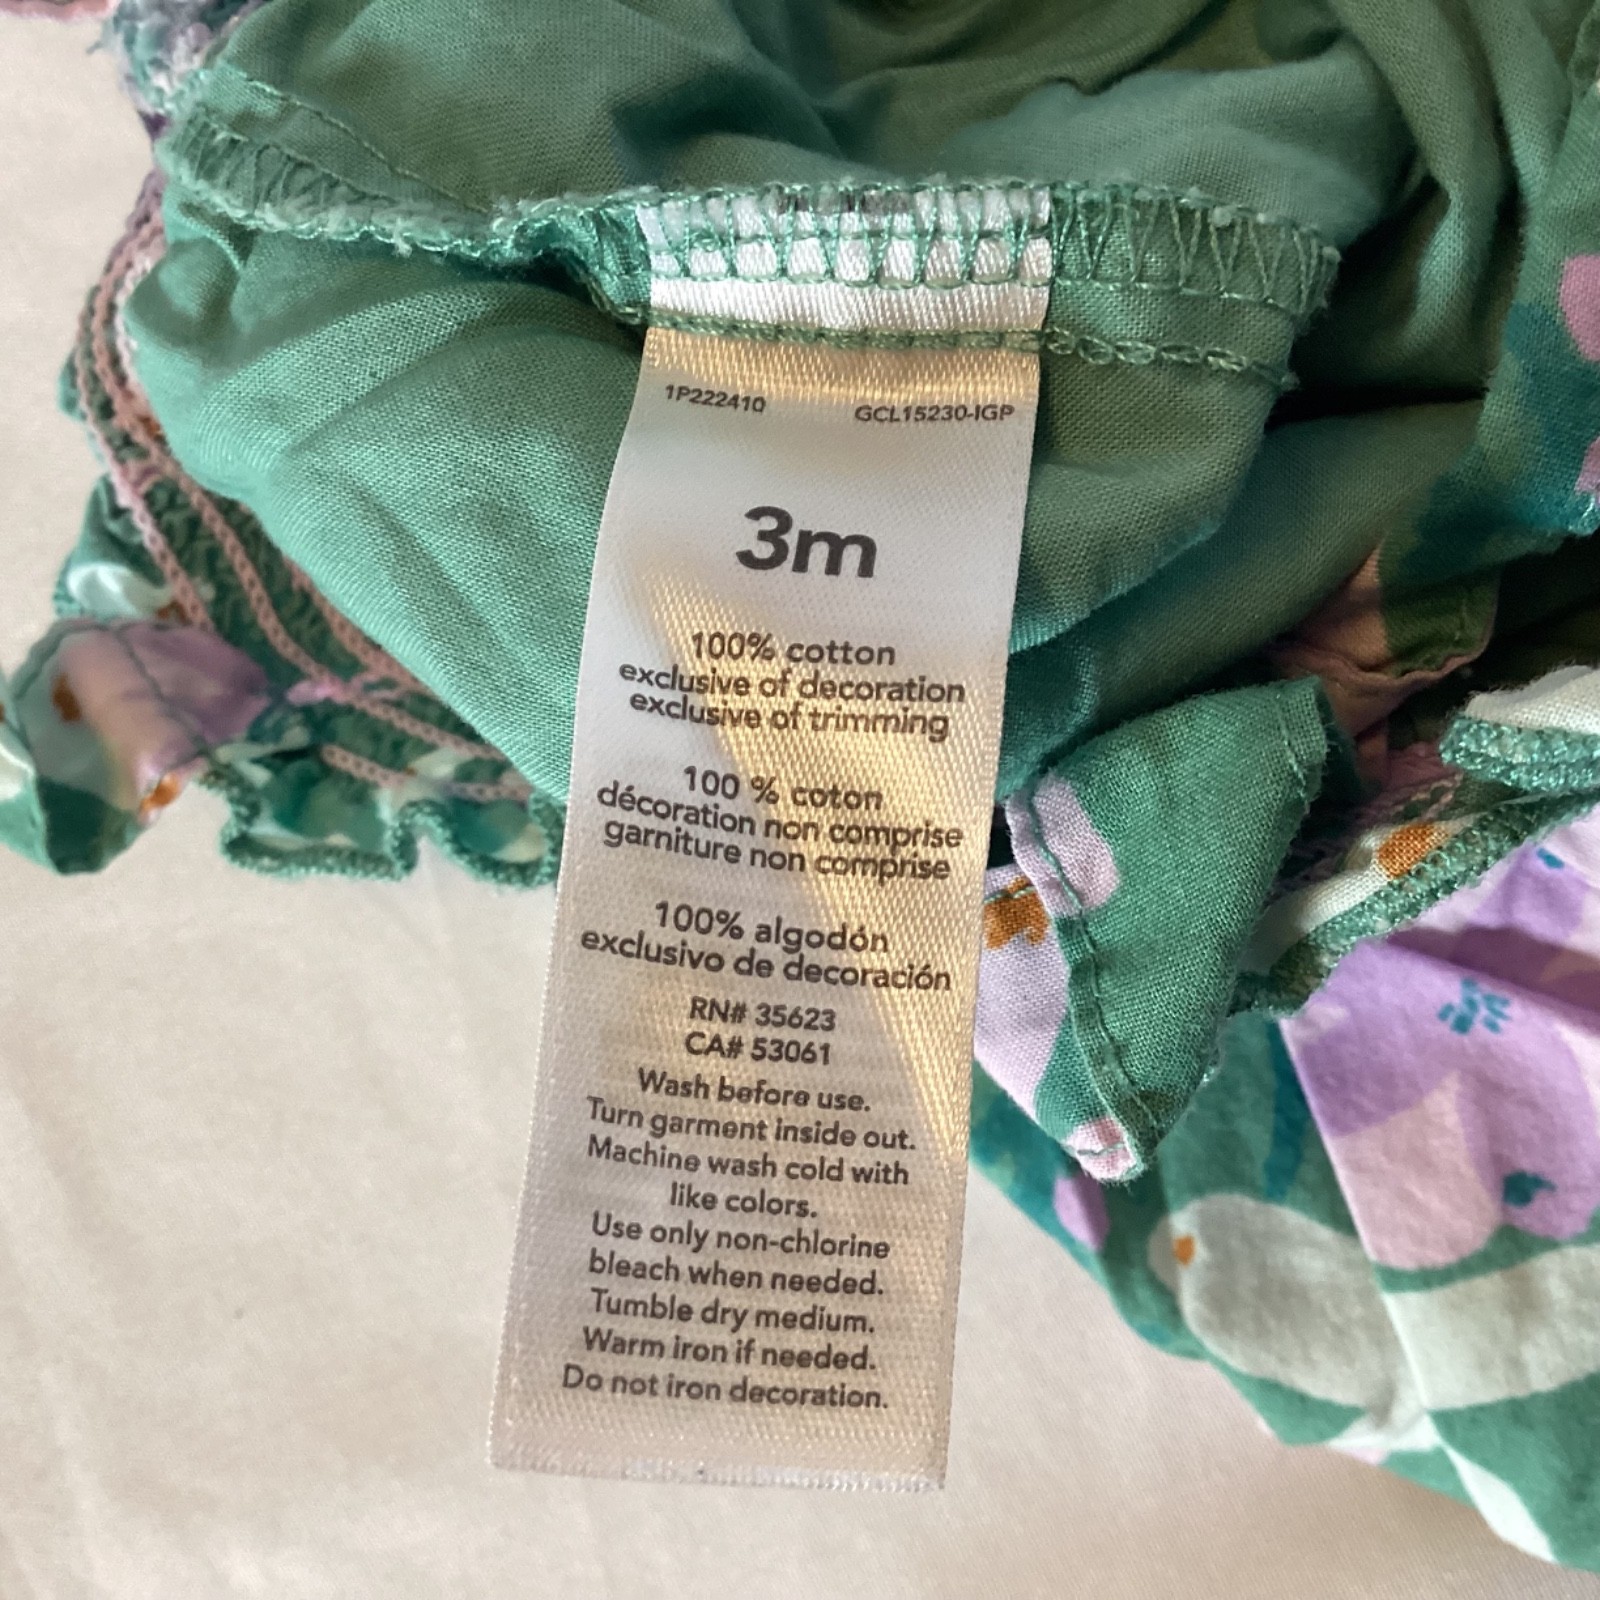 1P222410 GCL15230-IGP
3m
100% cotton
exclusive of decoration
exclusive of trimming
100 % coton
décoration non comprise
garniture non comprise
100% algodón
exclusivo de decoración
RN# 35623
CA# 53061
Wash before use.
Turn garment inside out.
Machine wash cold with
like colors.
Use only non-chlorine
bleach when needed.
Tumble dry medium.
Warm iron if needed.
Do not iron decoration.